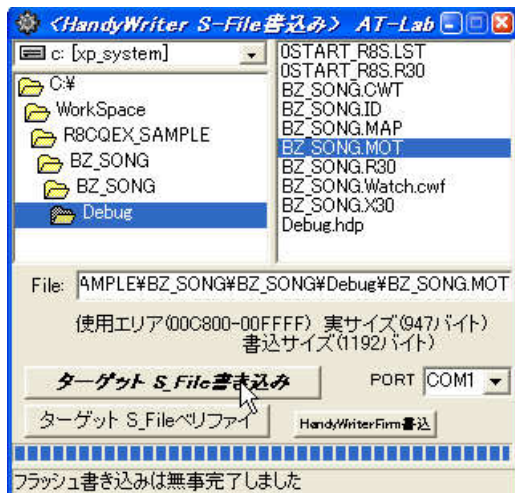 <HandyWriter S-File書込み> AT-Lab
c: [xp_system]
C:¥
WorkSpace
R8CQEX_SAMPLE
BZ_SONG
BZ_SONG
Debug
0START_R8S.LST
0START_R8S.R30
BZ_SONG.CWT
BZ_SONG.ID
BZ_SONG.MAP
BZ_SONG.MOT
BZ_SONG.R30
BZ_SONG.Watch.cwf
BZ_SONG.X30
Debug.hdp
File: AMPLE¥BZ_SONG¥BZ_SONG¥Debug¥BZ_SONG.MOT
使用エリア(00C800-00FFFF) 実サイズ(947バイト)
書込サイズ(1192バイト)
ターゲット S_File書き込み
PORT COM1
ターゲット S_Fileベリファイ
HandyWriterFirm書込
フラッシュ書き込みは無事完了しました